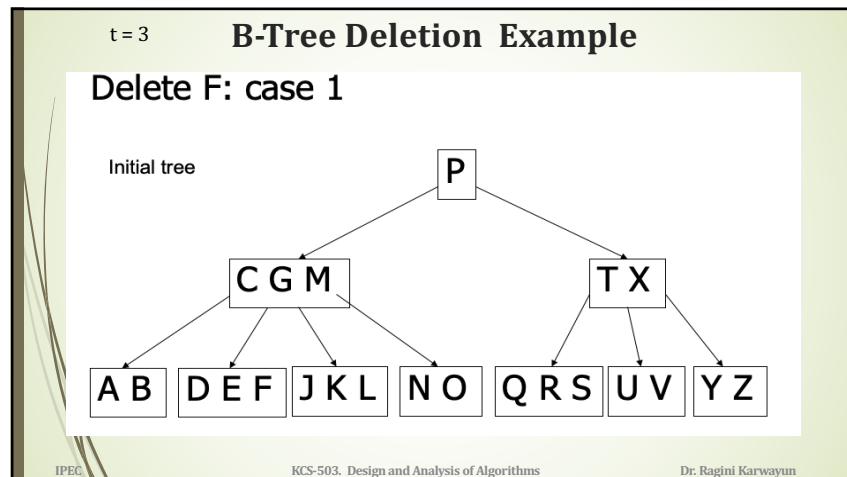 t = 3
B-Tree Deletion Example
Delete F: case 1
Initial tree
P
C G M
T X
A B
D E F
J K L
N O
Q R S
U V
Y Z
IPEC
KCS-503. Design and Analysis of Algorithms
Dr. Ragini Karwayun